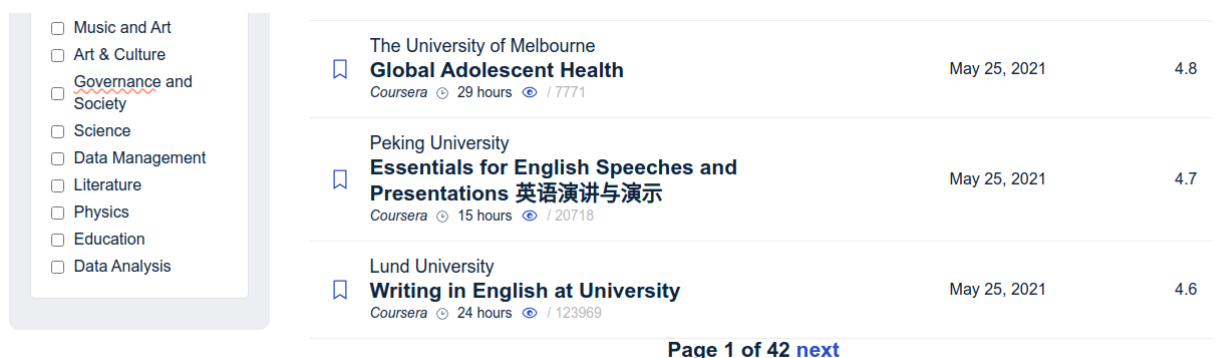 Music and Art
Art & Culture
Governance and
Society
Science
Data Management
Literature
Physics
Education
Data Analysis
The University of Melbourne
Global Adolescent Health
Coursera 29 hours / 7771
May 25, 2021
4.8
Peking University
Essentials for English Speeches and
Presentations 英语演讲与演示
Coursera 15 hours / 20718
May 25, 2021
4.7
Lund University
Writing in English at University
Coursera 24 hours / 123969
May 25, 2021
4.6
Page 1 of 42 next